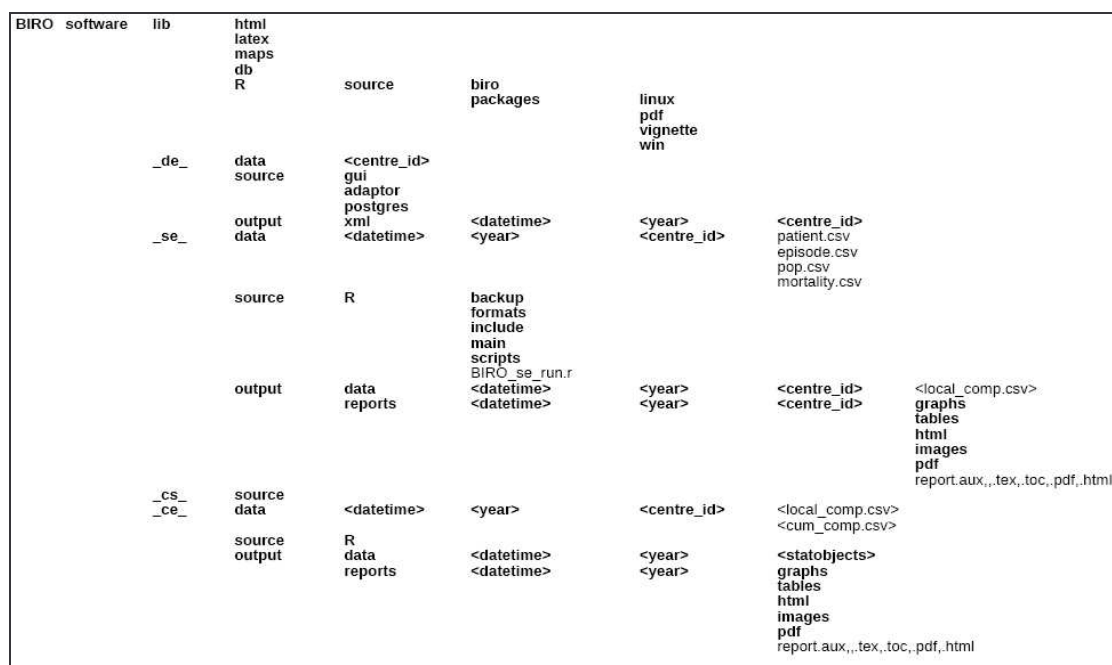 BIRO software lib html
latex
maps
db
R source biro
packages linux
pdf
vignette
win
_de_ data <centre_id>
source gui
adaptor
postgres
output xml <datetime> <year> <centre_id>
_se_ data <datetime> <year> <centre_id> patient.csv
episode.csv
pop.csv
mortality.csv
source R backup
formats
include
main
scripts
BIRO_se_run.r
output data <datetime> <year> <centre_id> <local_comp.csv>
reports <datetime> <year> <centre_id> graphs
tables
html
images
pdf
report.aux,,.tex,.toc,.pdf,.html
_cs_ source
_ce_ data <datetime> <year> <centre_id> <local_comp.csv>
<cum_comp.csv>
source R
output data <datetime> <year> <statobjects>
reports <datetime> <year> graphs
tables
html
images
pdf
report.aux,,.tex,.toc,.pdf,.html